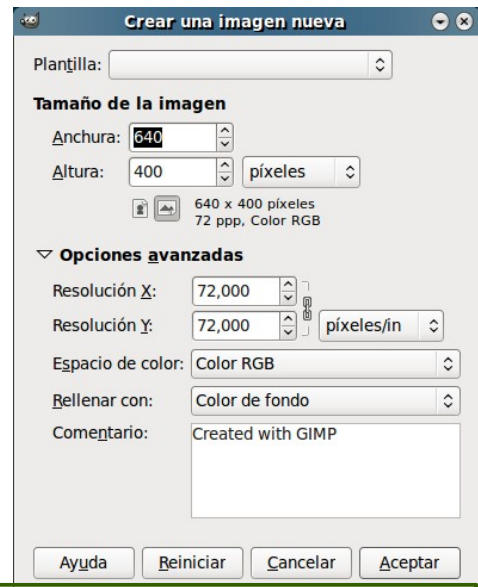 Crear una imagen nueva
Plantilla:
Tamaño de la imagen
Anchura: 640
Altura: 400 píxeles
640 x 400 píxeles
72 ppp, Color RGB
Opciones avanzadas
Resolución X: 72,000
Resolución Y: 72,000 píxeles/in
Espacio de color: Color RGB
Rellenar con: Color de fondo
Comentario: Created with GIMP
Ayuda Reiniciar Cancelar Aceptar